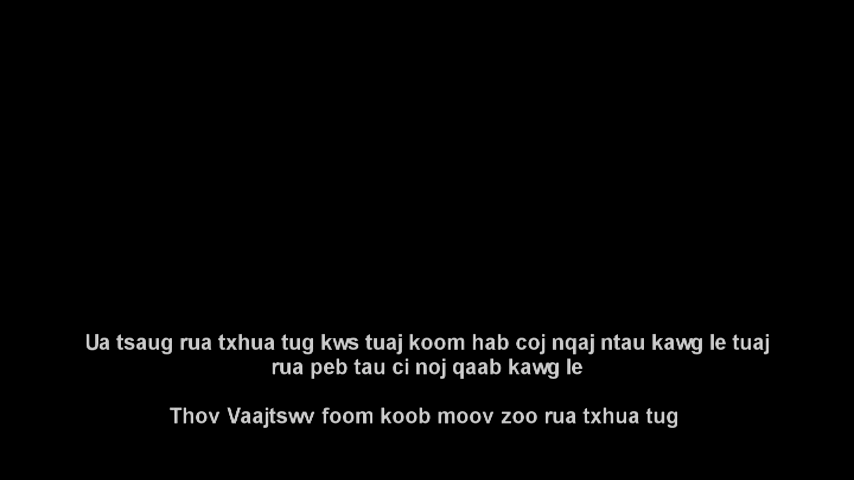 Ua tsaug rua txhua tug kws tuaj koom hab coj nqaj ntau kawg le tuaj
rua peb tau ci noj qaab kawg le
Thov Vaajtswv foom koob moov zoo rua txhua tug